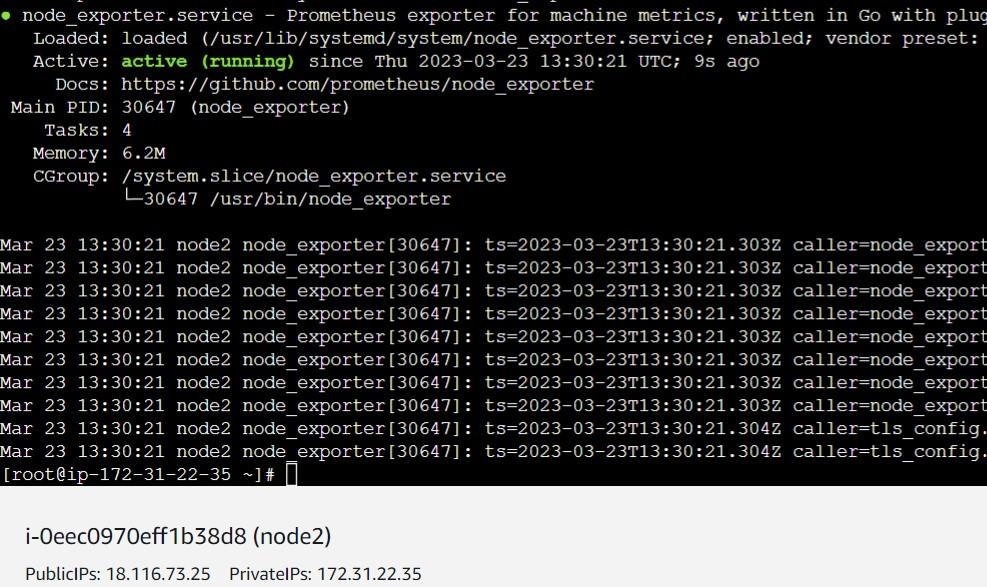 ● node_exporter.service - Prometheus exporter for machine metrics, written in Go with plug
Loaded: loaded (/usr/lib/systemd/system/node_exporter.service; enabled; vendor preset:
Active: active (running) since Thu 2023-03-23 13:30:21 UTC; 9s ago
Docs: https://github.com/prometheus/node_exporter
Main PID: 30647 (node_exporter)
Tasks: 4
Memory: 6.2M
CGroup: /system.slice/node_exporter.service
└─30647 /usr/bin/node_exporter
Mar 23 13:30:21 node2 node_exporter[30647]: ts=2023-03-23T13:30:21.303Z caller=node_export
Mar 23 13:30:21 node2 node_exporter[30647]: ts=2023-03-23T13:30:21.303Z caller=node_export
Mar 23 13:30:21 node2 node_exporter[30647]: ts=2023-03-23T13:30:21.303Z caller=node_export
Mar 23 13:30:21 node2 node_exporter[30647]: ts=2023-03-23T13:30:21.303Z caller=node_export
Mar 23 13:30:21 node2 node_exporter[30647]: ts=2023-03-23T13:30:21.303Z caller=node_export
Mar 23 13:30:21 node2 node_exporter[30647]: ts=2023-03-23T13:30:21.303Z caller=node_export
Mar 23 13:30:21 node2 node_exporter[30647]: ts=2023-03-23T13:30:21.303Z caller=node_export
Mar 23 13:30:21 node2 node_exporter[30647]: ts=2023-03-23T13:30:21.303Z caller=node_export
Mar 23 13:30:21 node2 node_exporter[30647]: ts=2023-03-23T13:30:21.304Z caller=tls_config.
Mar 23 13:30:21 node2 node_exporter[30647]: ts=2023-03-23T13:30:21.304Z caller=tls_config.
[root@ip-172-31-22-35 ~]#
i-0eec0970eff1b38d8 (node2)
PublicIPs: 18.116.73.25 PrivateIPs: 172.31.22.35